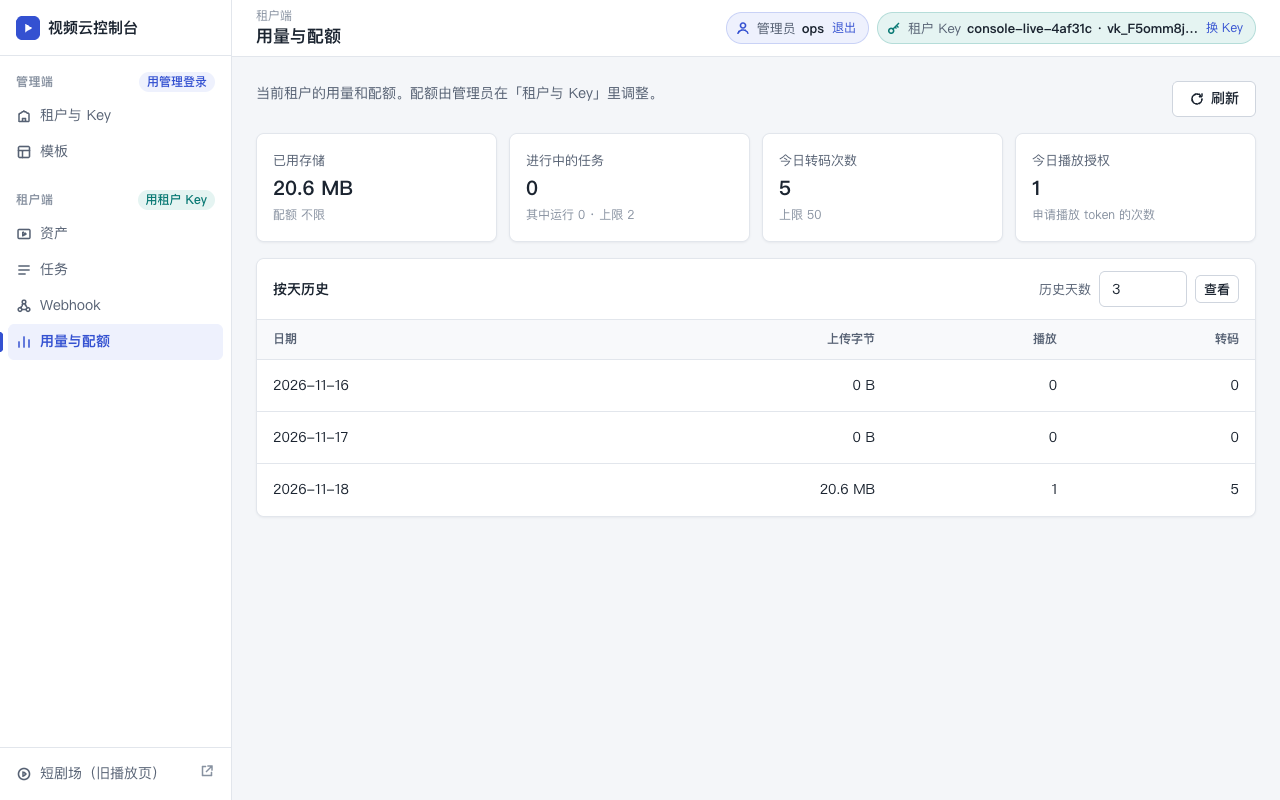 视频云控制台
管理端 用管理登录
租户与 Key
模板
租户端 用租户 Key
资产
任务
Webhook
用量与配额
短剧场（旧播放页）
租户端
用量与配额
管理员 ops 退出
租户 Key console-live-4af31c · vk_F5omm8j... 换 Key
当前租户的用量和配额。配额由管理员在「租户与 Key」里调整。
刷新
已用存储
20.6 MB
配额 不限
进行中的任务
0
其中运行 0 · 上限 2
今日转码次数
5
上限 50
今日播放授权
1
申请播放 token 的次数
按天历史
历史天数 3 查看
日期 上传字节 播放 转码
2026-11-16 0 B 0 0
2026-11-17 0 B 0 0
2026-11-18 20.6 MB 1 5